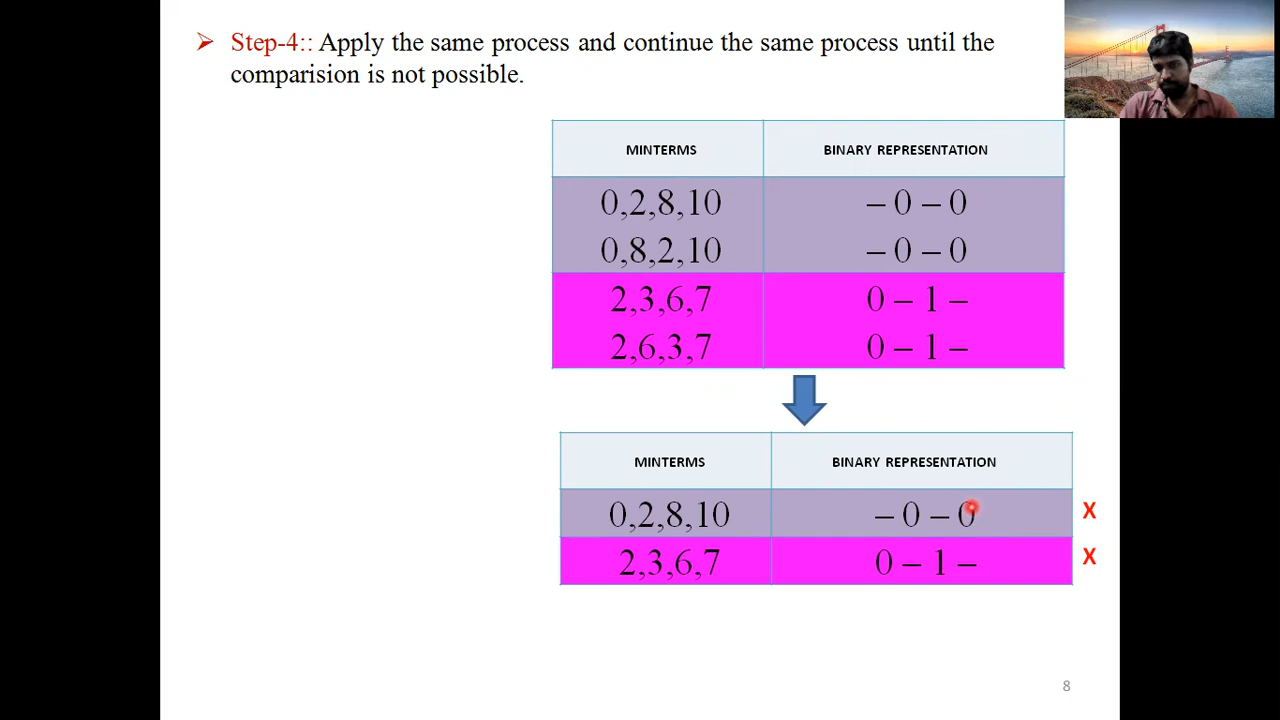 ➢ Step-4:: Apply the same process and continue the same process until the
comparision is not possible.
MINTERMS BINARY REPRESENTATION
0,2,8,10 – 0 – 0
0,8,2,10 – 0 – 0
2,3,6,7 0 – 1 –
2,6,3,7 0 – 1 –
MINTERMS BINARY REPRESENTATION
0,2,8,10 – 0 – 0 X
2,3,6,7 0 – 1 – X
8